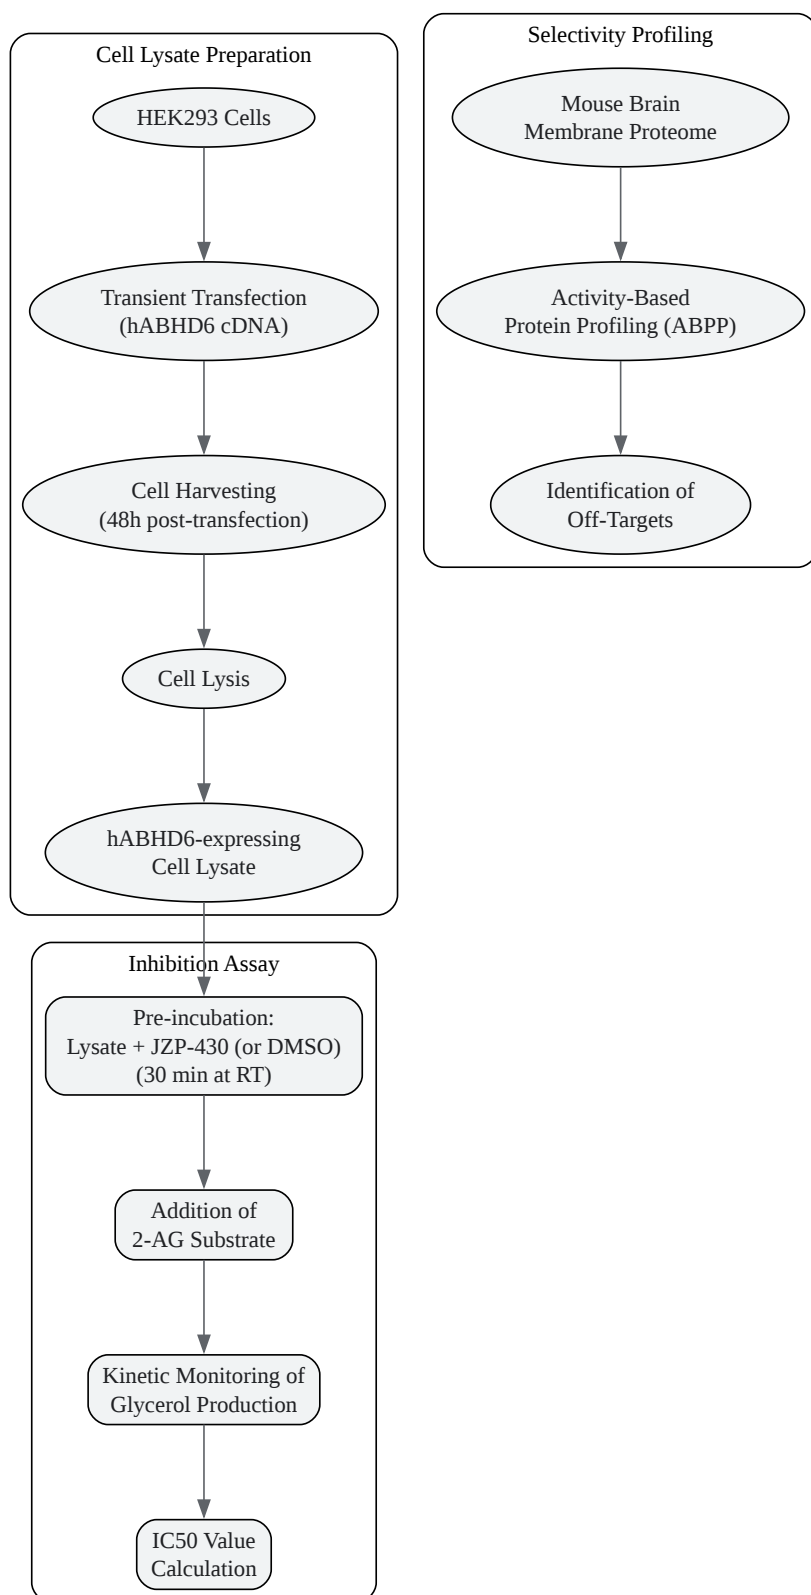 Cell Lysate Preparation
HEK293 Cells
Transient Transfection
(hABHD6 cDNA)
Cell Harvesting
(48h post-transfection)
Cell Lysis
hABHD6-expressing
Cell Lysate
Inhibition Assay
Pre-incubation:
Lysate + JZP-430 (or DMSO)
(30 min at RT)
Addition of
2-AG Substrate
Kinetic Monitoring of
Glycerol Production
IC50 Value
Calculation
Selectivity Profiling
Mouse Brain
Membrane Proteome
Activity-Based
Protein Profiling (ABPP)
Identification of
Off-Targets